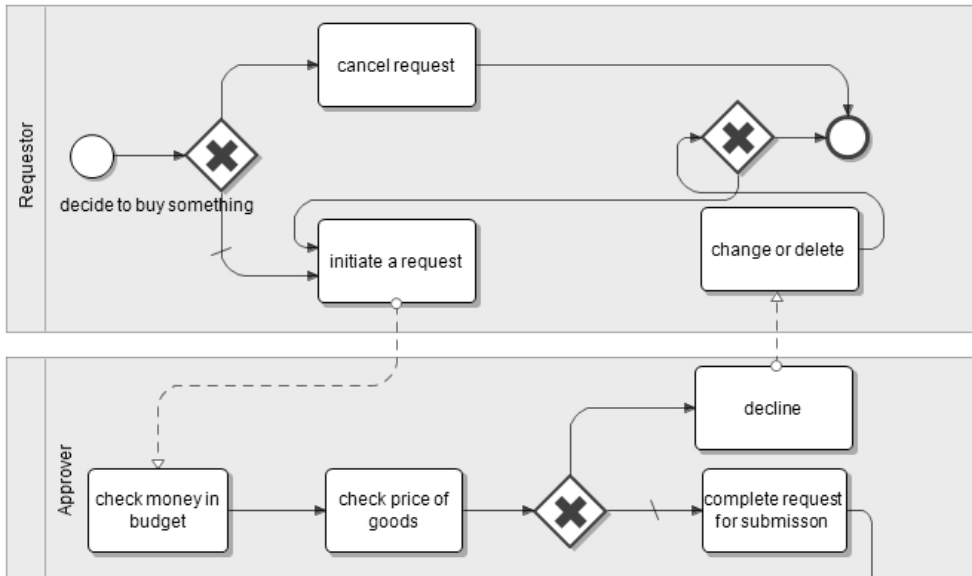 Requestor
cancel request
decide to buy something
initiate a request
change or delete
Approver
decline
check money in
budget
check price of
goods
complete request
for submisson